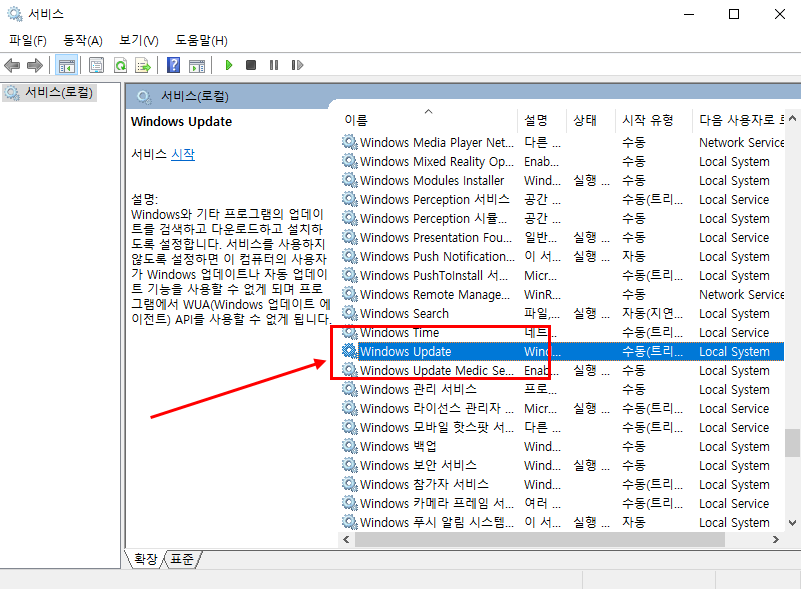 서비스
파일(F) 동작(A) 보기(V) 도움말(H)
서비스(로컬)
서비스(로컬)
Windows Update
서비스 시작
설명:
Windows와 기타 프로그램의 업데이
트를 검색하고 다운로드하고 설치하
도록 설정합니다. 서비스를 사용하지
않도록 설정하면 이 컴퓨터의 사용자
가 Windows 업데이트나 자동 업데이
트 기능을 사용할 수 없게 되며 프로
그램에서 WUA(Windows 업데이트 에
이전트) API를 사용할 수 없게 됩니다.
이름 설명 상태 시작 유형 다음 사용자로
Windows Media Player Net... 다른 ... 수동 Network Service
Windows Mixed Reality Op... Enab... 수동 Local System
Windows Modules Installer Wind... 실행 ... 수동 Local System
Windows Perception 서비스 공간 ... 수동(트리... Local Service
Windows Perception 시뮬... 공간 ... 수동 Local System
Windows Presentation Fou... 일반... 실행 ... 수동 Local Service
Windows Push Notification... 이 서... 실행 ... 자동 Local System
Windows PushToInstall 서... Micr... 수동(트리... Local System
Windows Remote Manage... WinR... 수동 Network Service
Windows Search 파일,... 실행 ... 자동(지연... Local System
Windows Time 네트... 수동(트리... Local Service
Windows Update Wind... 수동(트리... Local System
Windows Update Medic Se... Enab... 실행 ... 수동 Local System
Windows 관리 서비스 프로... 수동 Local System
Windows 라이선스 관리자 ... Micr... 실행 ... 수동(트리... Local Service
Windows 모바일 핫스팟 서... 다른 ... 수동(트리... Local Service
Windows 백업 Wind... 수동 Local System
Windows 보안 서비스 Wind... 실행 ... 수동 Local System
Windows 참가자 서비스 Wind... 수동(트리... Local System
Windows 카메라 프레임 서... 여러 ... 수동(트리... Local Service
Windows 푸시 알림 시스템... 이 서... 실행 ... 자동 Local System
확장 표준